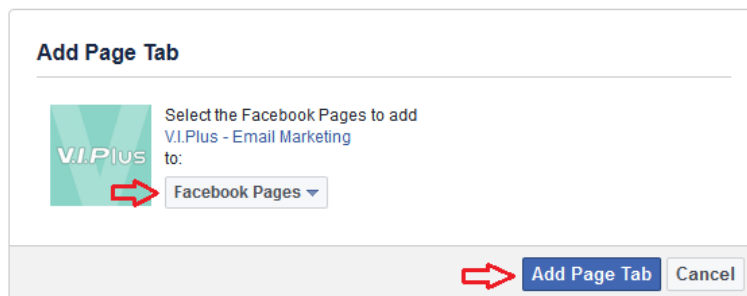 Add Page Tab
Select the Facebook Pages to add
V.I.Plus - Email Marketing
V.I.Plus to:
Facebook Pages
Add Page Tab Cancel